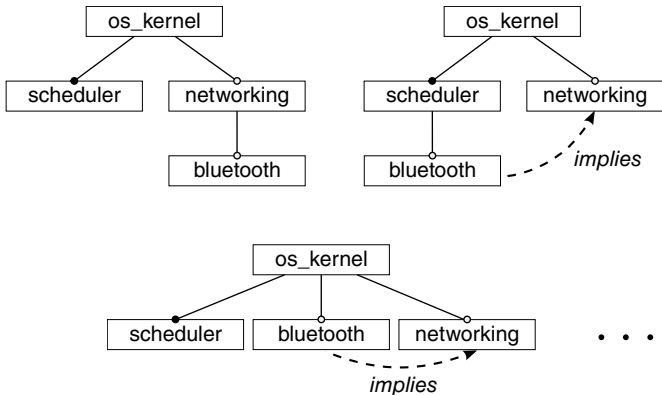 os_kernel
scheduler
networking
bluetooth
os_kernel
scheduler
networking
bluetooth
implies
os_kernel
scheduler
bluetooth
networking
implies
. . .